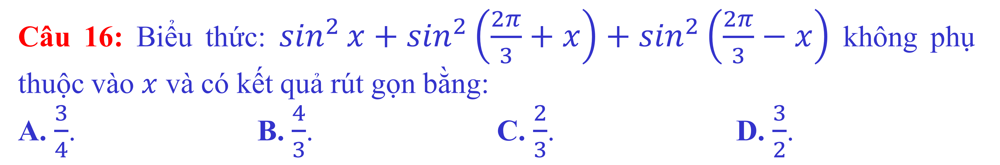 Câu 16: Biểu thức: $sin^2 x + sin^2 \left(\frac{2\pi}{3} + x\right) + sin^2 \left(\frac{2\pi}{3} - x\right)$ không phụ
thuộc vào $x$ và có kết quả rút gọn bằng:
A. $\frac{3}{4}$. B. $\frac{4}{3}$. C. $\frac{2}{3}$. D. $\frac{3}{2}$.